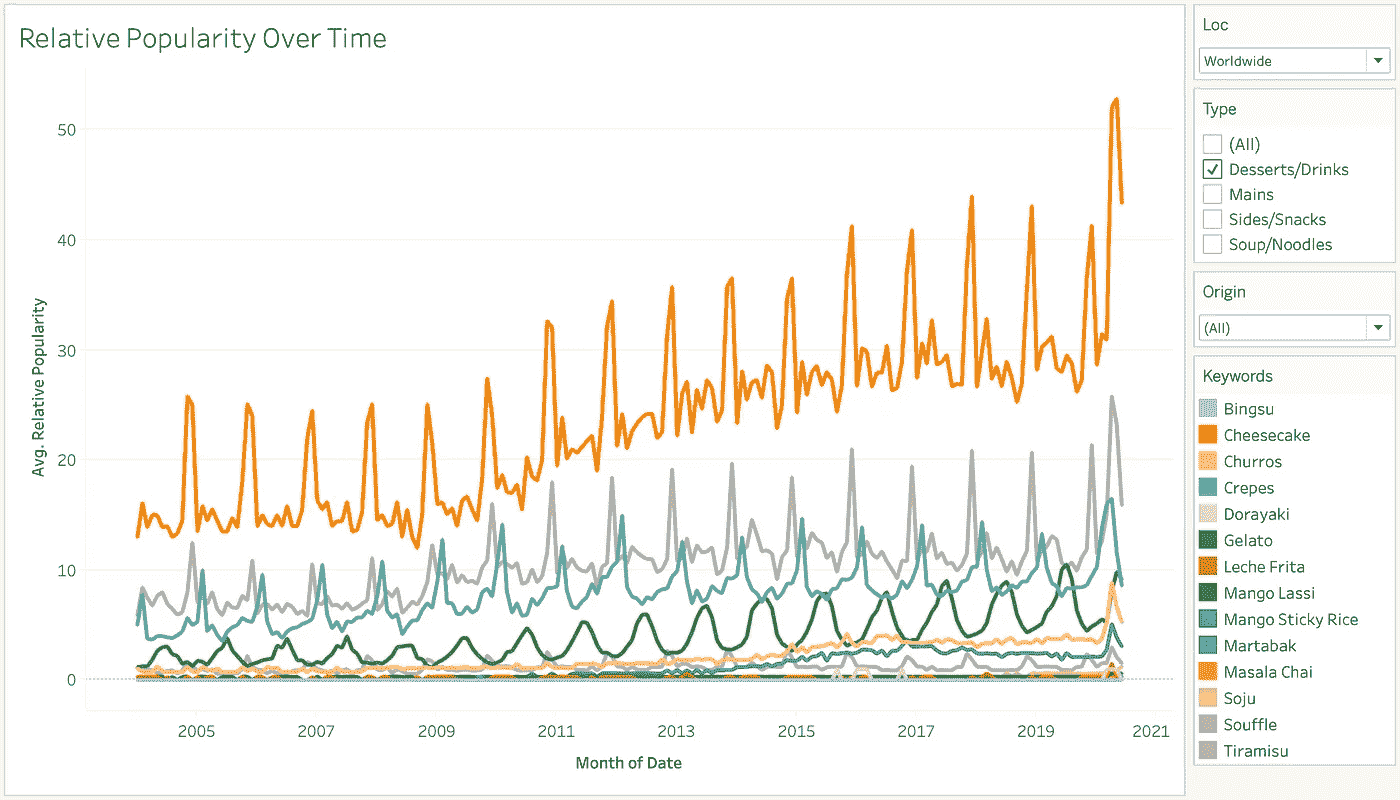 Relative Popularity Over Time
50
40
30
20
10
0
Avg. Relative Popularity
2005
2007
2009
2011
2013
2015
2017
2019
2021
Month of Date
Loc
Worldwide
Type
(All)
Desserts/Drinks
Mains
Sides/Snacks
Soup/Noodles
Origin
(All)
Keywords
Bingsu
Cheesecake
Churros
Crepes
Dorayaki
Gelato
Leche Frita
Mango Lassi
Mango Sticky Rice
Martabak
Masala Chai
Soju
Souffle
Tiramisu